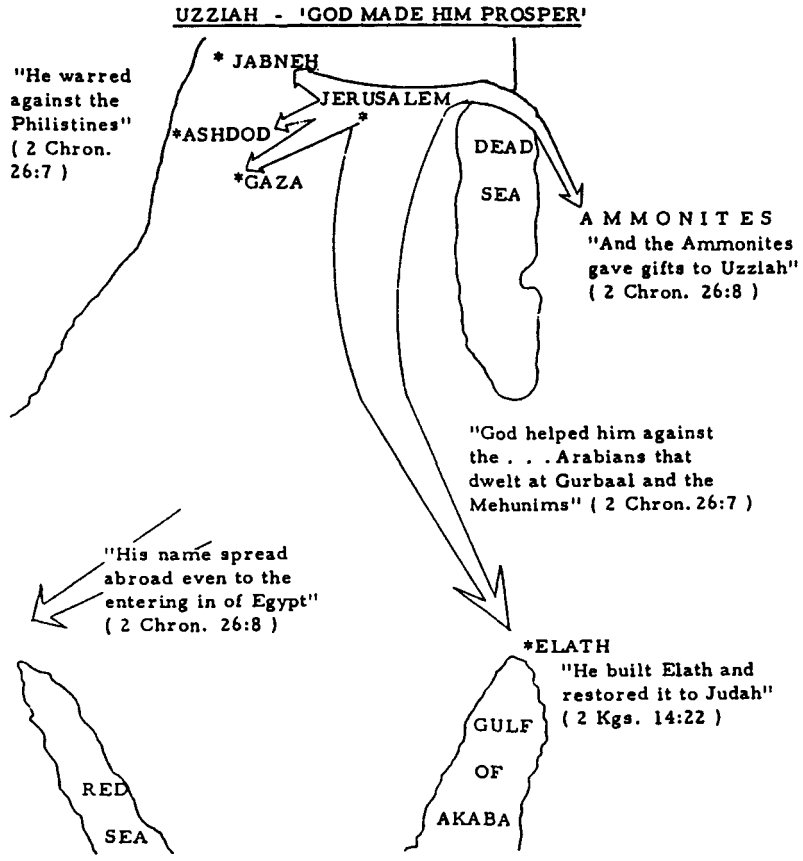 UZZIAH - 'GOD MADE HIM PROSPER'
* JABNEH
"He warred
against the
Philistines"
( 2 Chron.
26:7 )
JERUSALEM
*
*ASHDOD
*GAZA
DEAD
SEA
AMMONITES
"And the Ammonites
gave gifts to Uzziah"
( 2 Chron. 26:8 )
"God helped him against
the . . . Arabians that
dwelt at Gurbaal and the
Mehunims" ( 2 Chron. 26:7 )
"His name spread
abroad even to the
entering in of Egypt"
( 2 Chron. 26:8 )
*ELATH
"He built Elath and
restored it to Judah"
( 2 Kgs. 14:22 )
GULF
OF
AKABA
RED
SEA